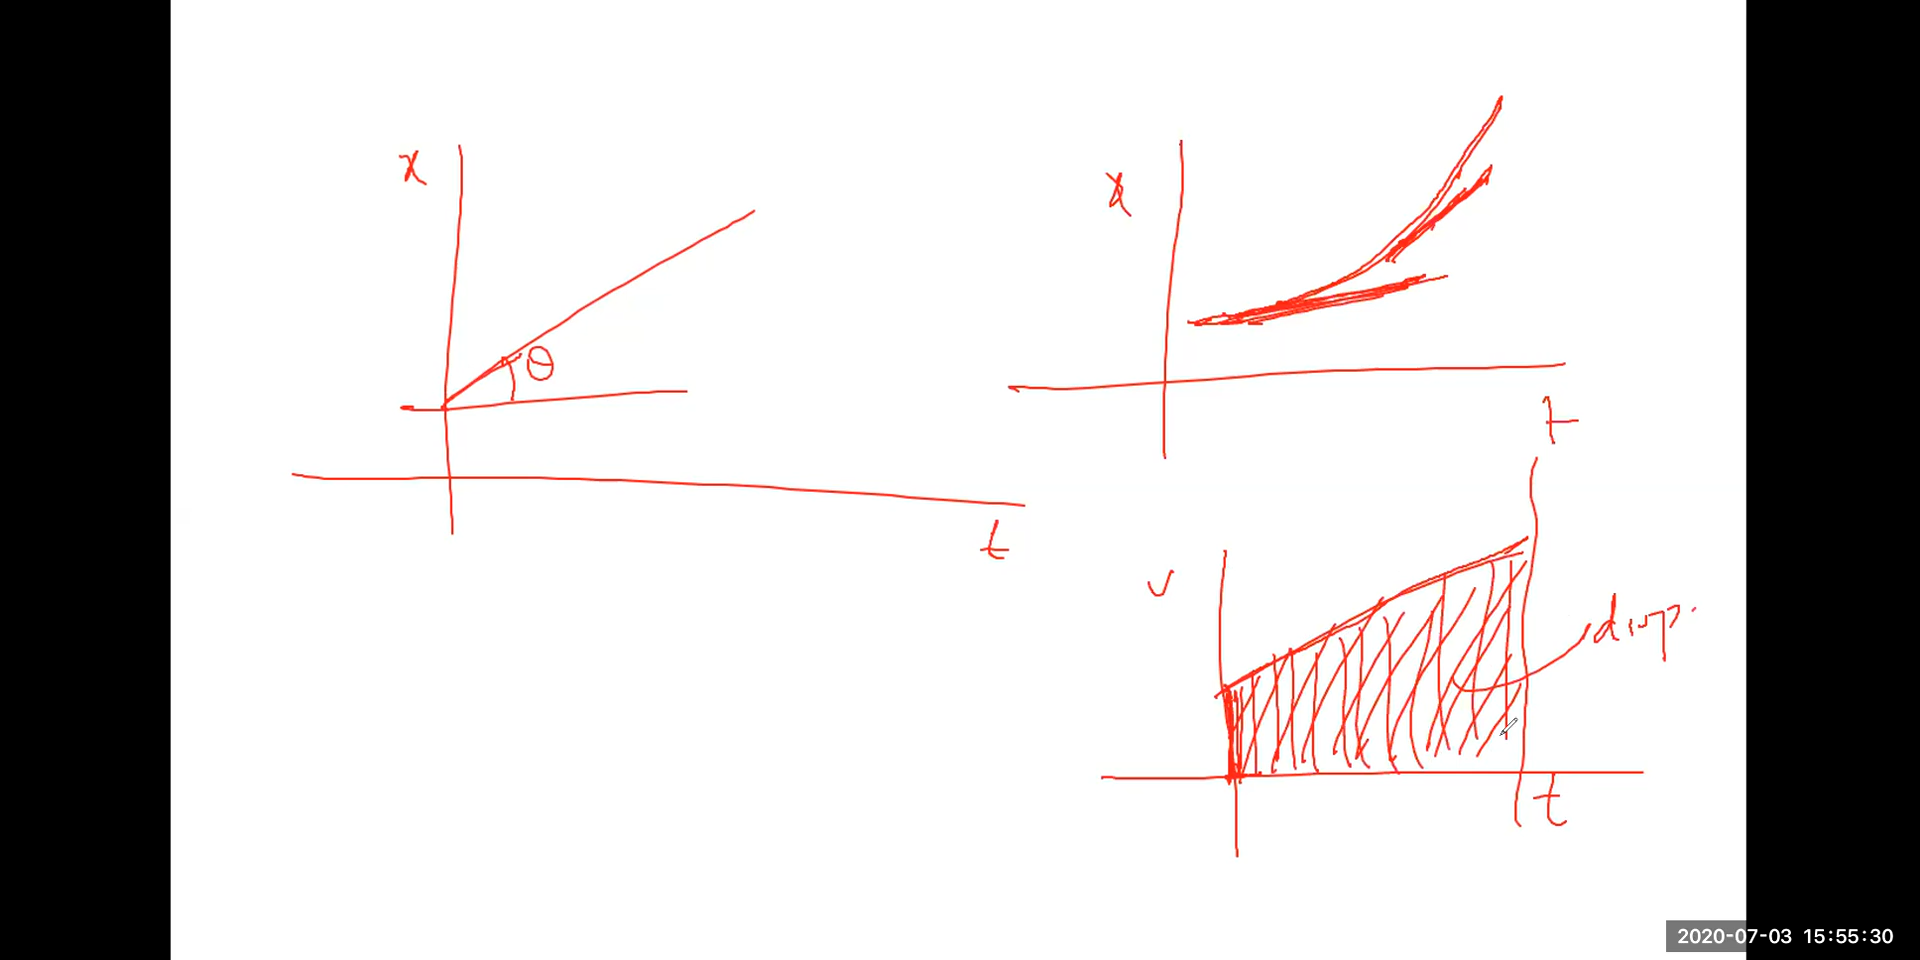 x
θ
t
x
t
v
disp.
t
2020-07-03 15:55:30